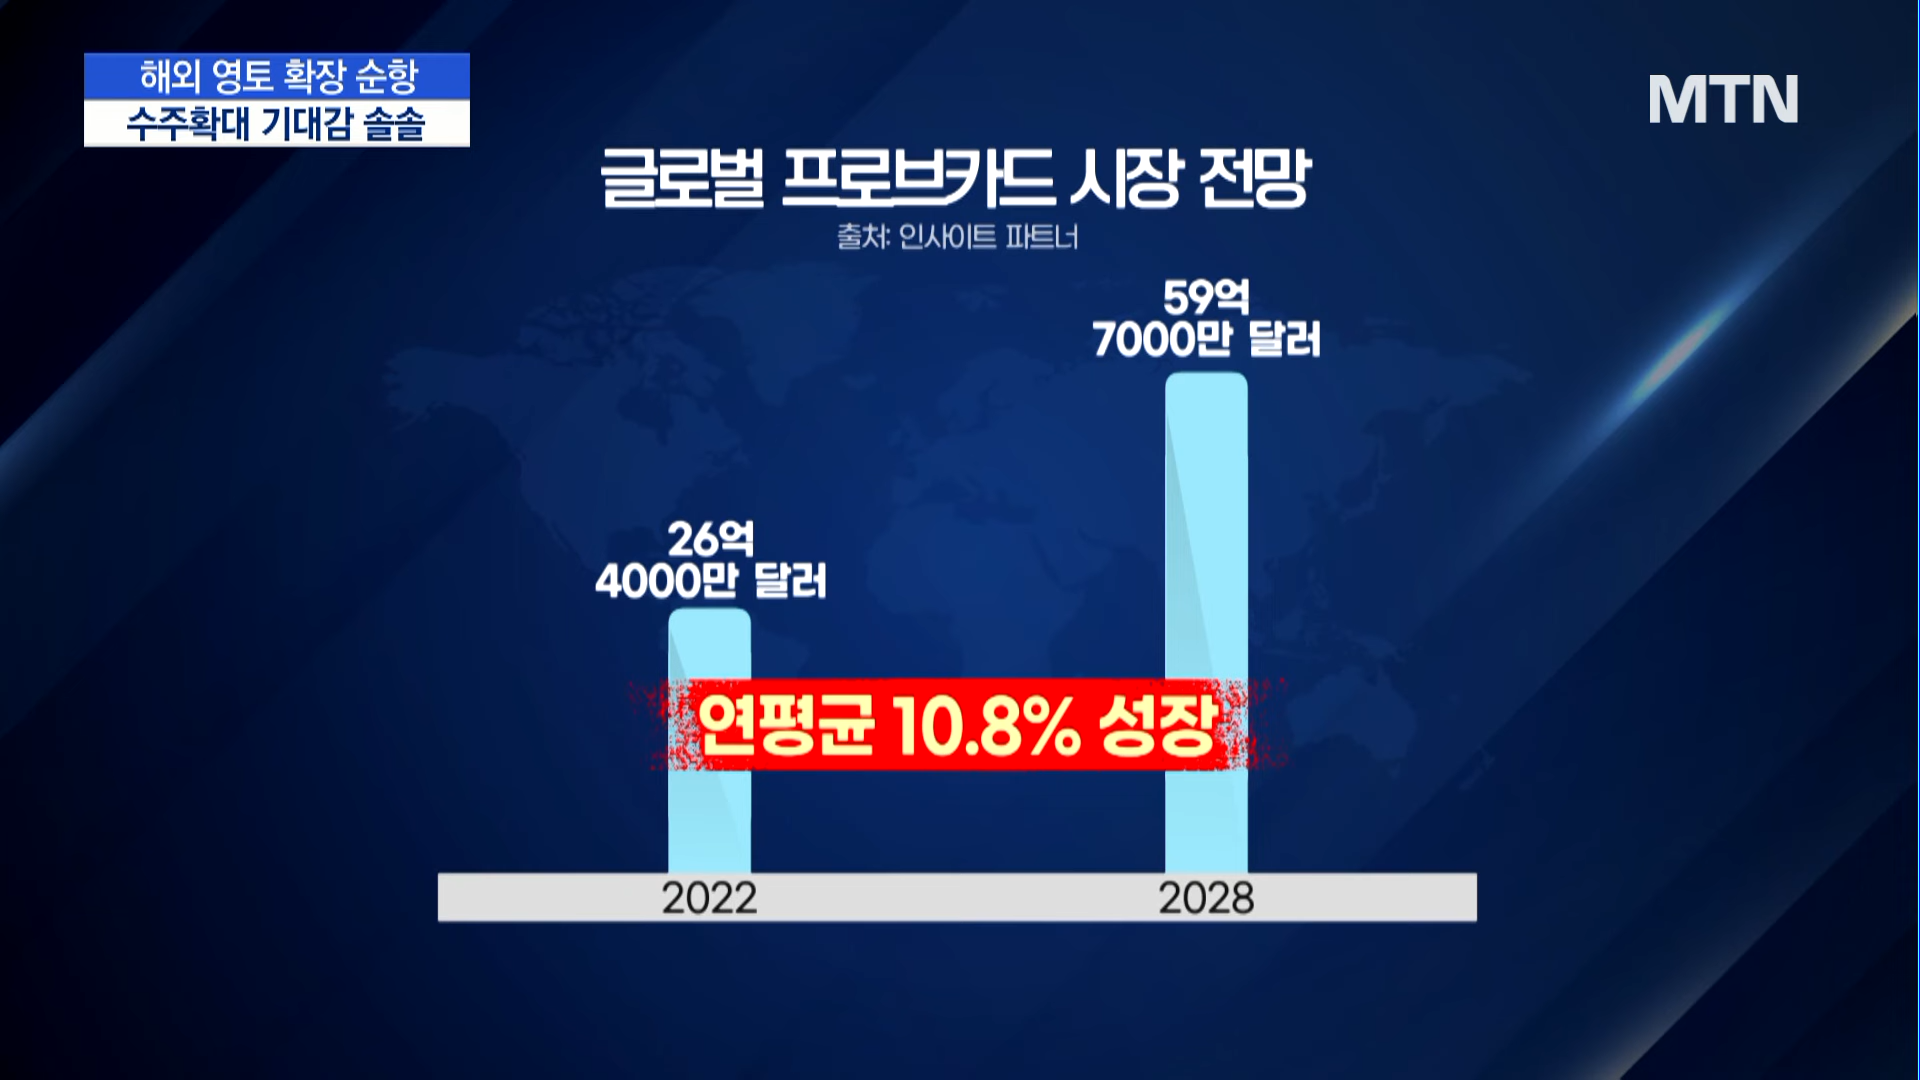 해외 영토 확장 순항
수주확대 기대감 솔솔
MTN
글로벌 프로브카드 시장 전망
출처: 인사이트 파트너
59억
7000만 달러
26억
4000만 달러
연평균 10.8% 성장
2022
2028